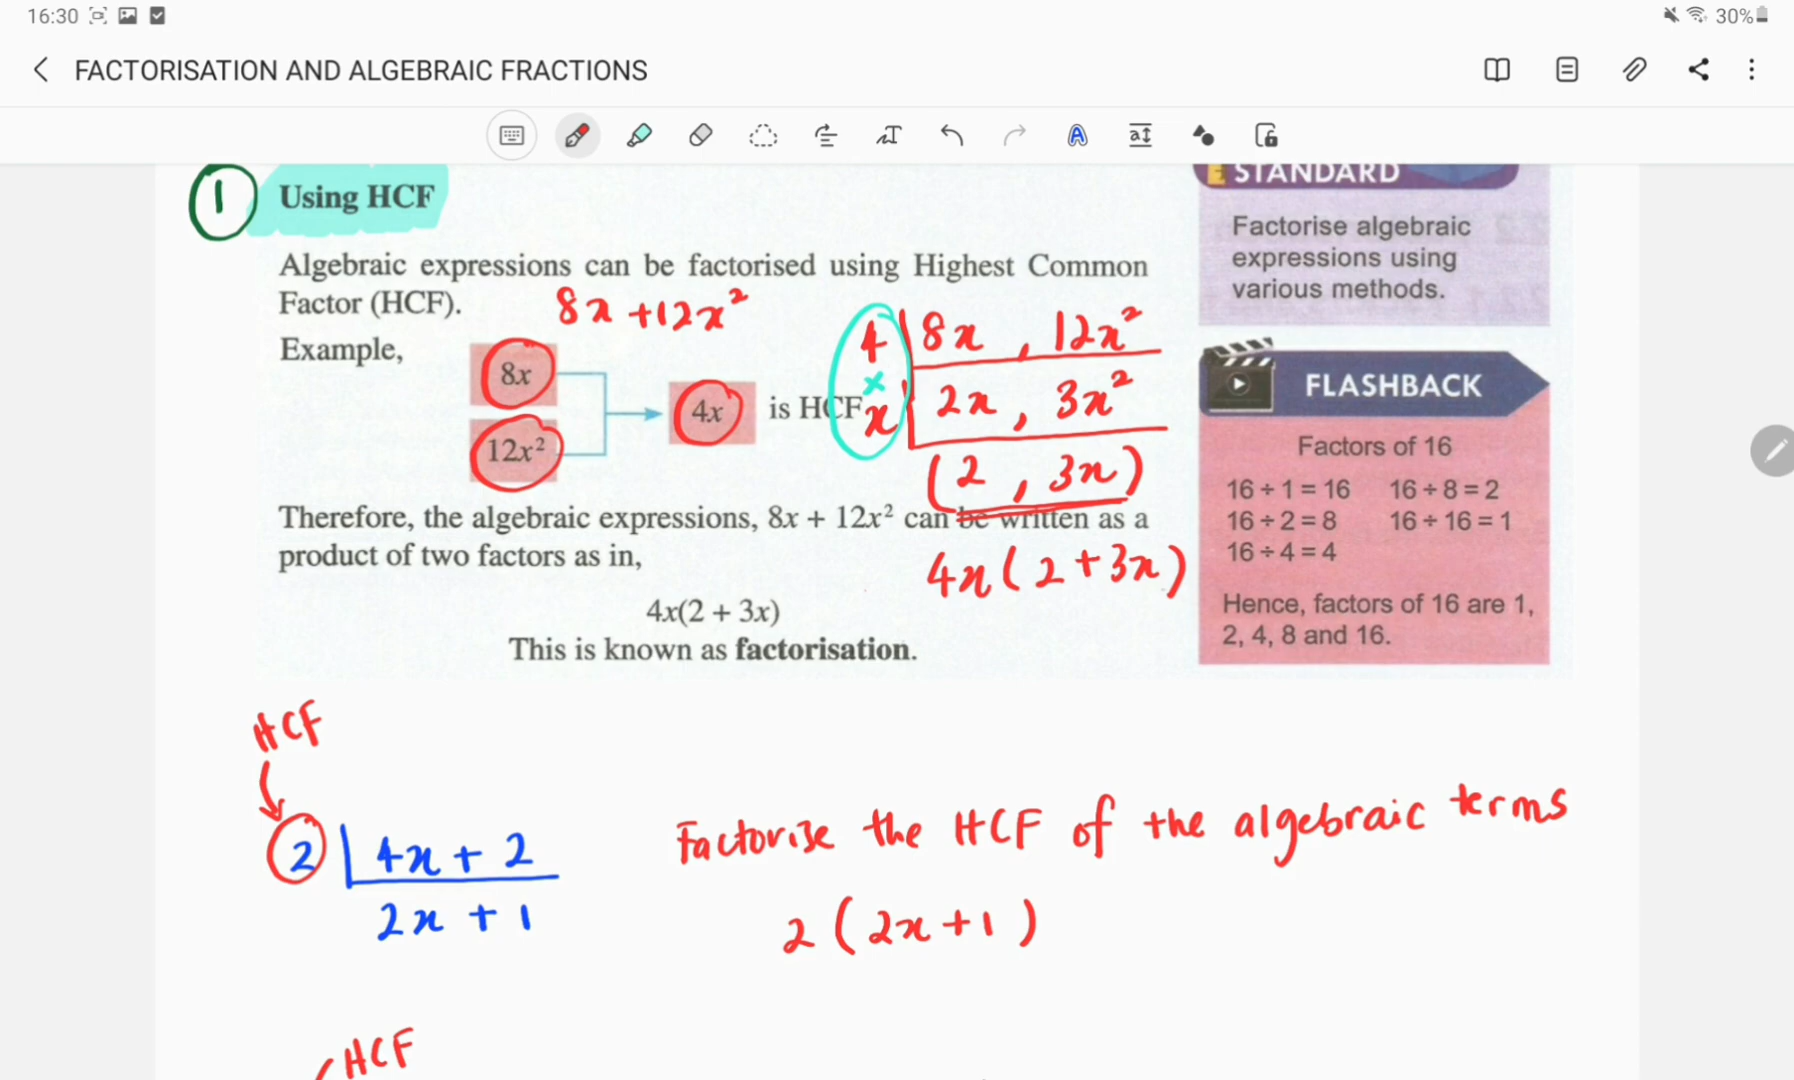 16:30
30%
FACTORISATION AND ALGEBRAIC FRACTIONS
1 Using HCF
Algebraic expressions can be factorised using Highest Common
Factor (HCF).
8x + 12x²
Example,
8x
12x²
4x
is HCF
4 | 8x , 12x²
×
x | 2x , 3x²
(2 , 3x)
Therefore, the algebraic expressions, 8x + 12x² can be written as a
product of two factors as in,
4x(2 + 3x)
4x(2 + 3x)
This is known as factorisation.
STANDARD
Factorise algebraic
expressions using
various methods.
FLASHBACK
Factors of 16
16 ÷ 1 = 16 16 ÷ 8 = 2
16 ÷ 2 = 8 16 ÷ 16 = 1
16 ÷ 4 = 4
Hence, factors of 16 are 1,
2, 4, 8 and 16.
HCF
2 | 4x + 2
2x + 1
Factorise the HCF of the algebraic terms
2 (2x + 1)
HCF